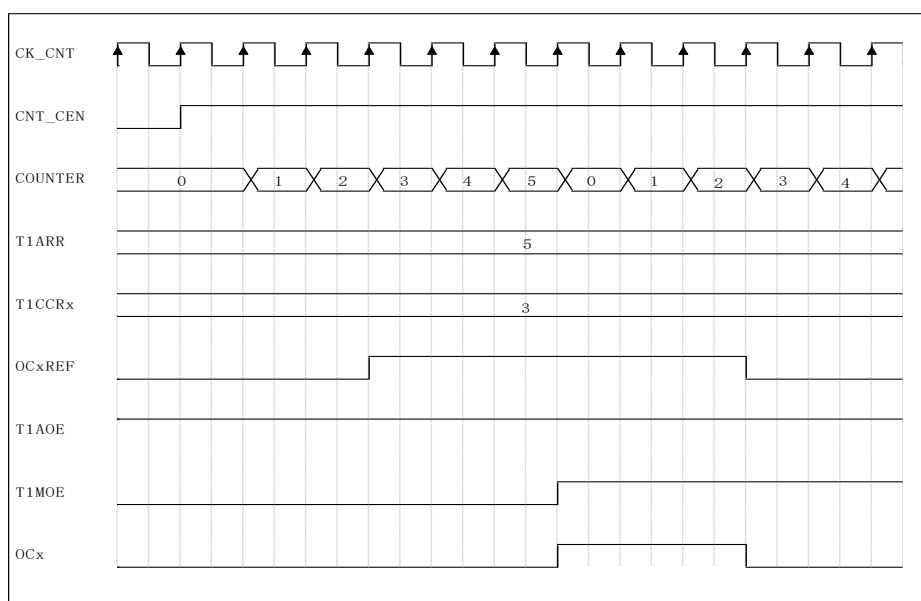 CK_CNT
CNT_CEN
COUNTER 0 1 2 3 4 5 0 1 2 3 4
T1ARR 5
T1CCRx 3
OCxREF
T1AOE
T1MOE
OCx